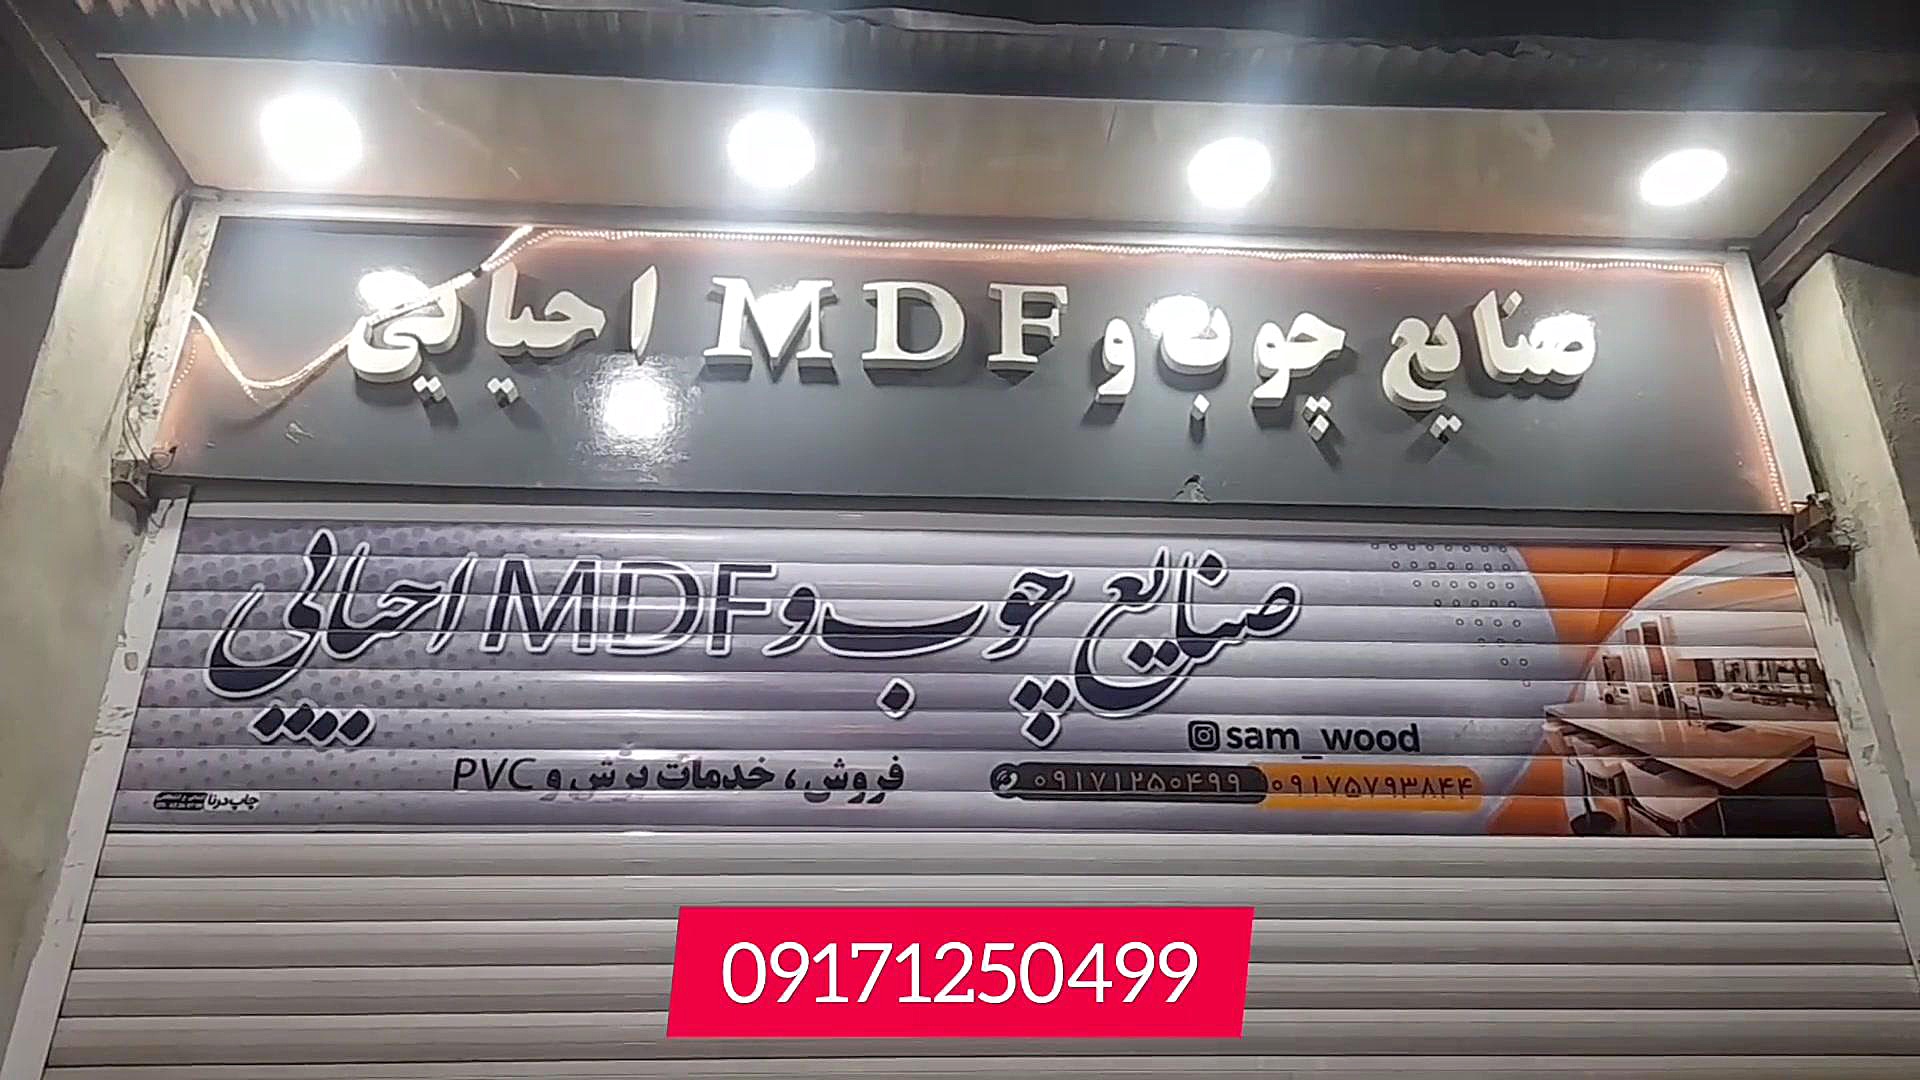 صنایع چوب و MDF احیایی
صنایع چوب و MDF احیایی
sam_wood
فروش، خدمات برش و PVC
۰۹۱۷۱۲۵۰۴۹۹ ۰۹۱۷۵۷۹۳۸۴۴
چاپ درنا
09171250499